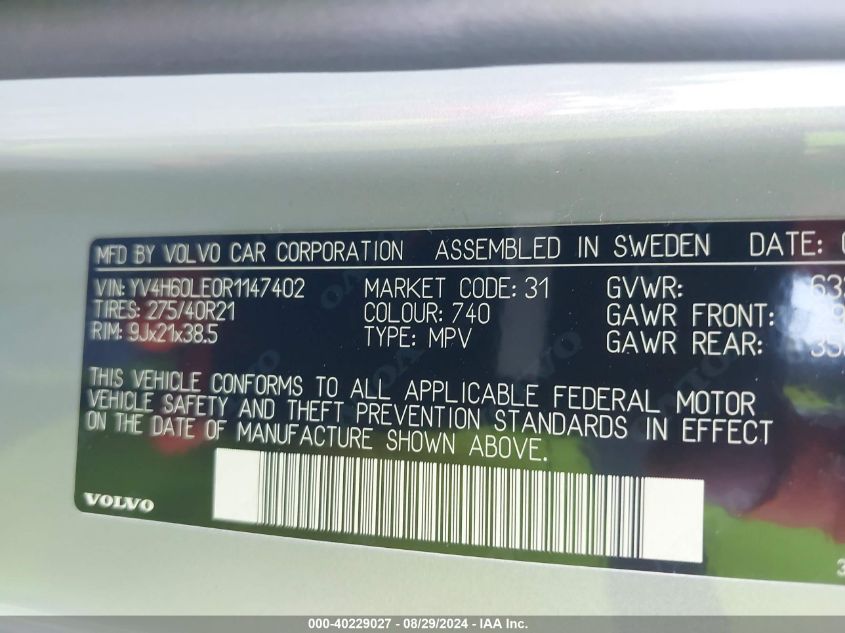 MFD BY VOLVO CAR CORPORATION ASSEMBLED IN SWEDEN DATE:
VIN: YV4H60LE0R1147402 MARKET CODE: 31 GVWR:
TIRES: 275/40R21 COLOUR: 740 GAWR FRONT:
RIM: 9Jx21x38.5 TYPE: MPV GAWR REAR:
THIS VEHICLE CONFORMS TO ALL APPLICABLE FEDERAL MOTOR
VEHICLE SAFETY AND THEFT PREVENTION STANDARDS IN EFFECT
ON THE DATE OF MANUFACTURE SHOWN ABOVE.
VOLVO
000-40229027 - 08/29/2024 - IAA Inc.